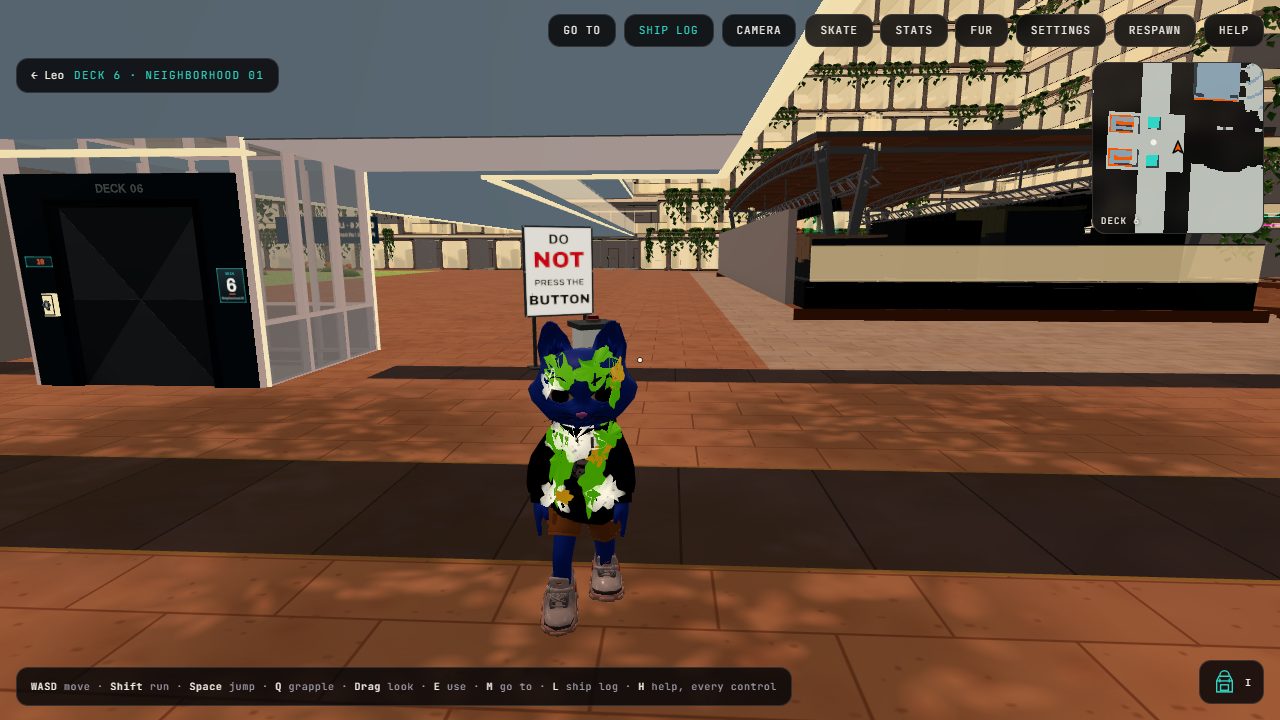 GO TO
SHIP LOG
CAMERA
SKATE
STATS
FUR
SETTINGS
RESPAWN
HELP
← Leo DECK 6 · NEIGHBORHOOD 01
DECK 06
10
6
DO
NOT
PRESS THE
BUTTON
DECK 6
WASD move · Shift run · Space jump · Q grapple · Drag look · E use · M go to · L ship log · H help, every control
I